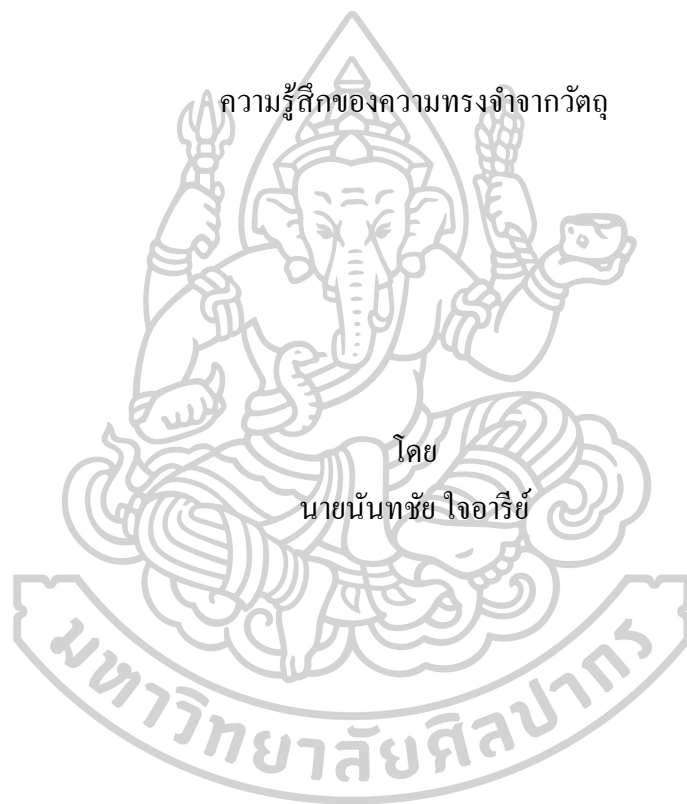 ความรู้สึกของความทรงจำจากวัตถุ
โดย
นายนันทชัย ใจอารีย์
มหาวิทยาลัยศิลปากร